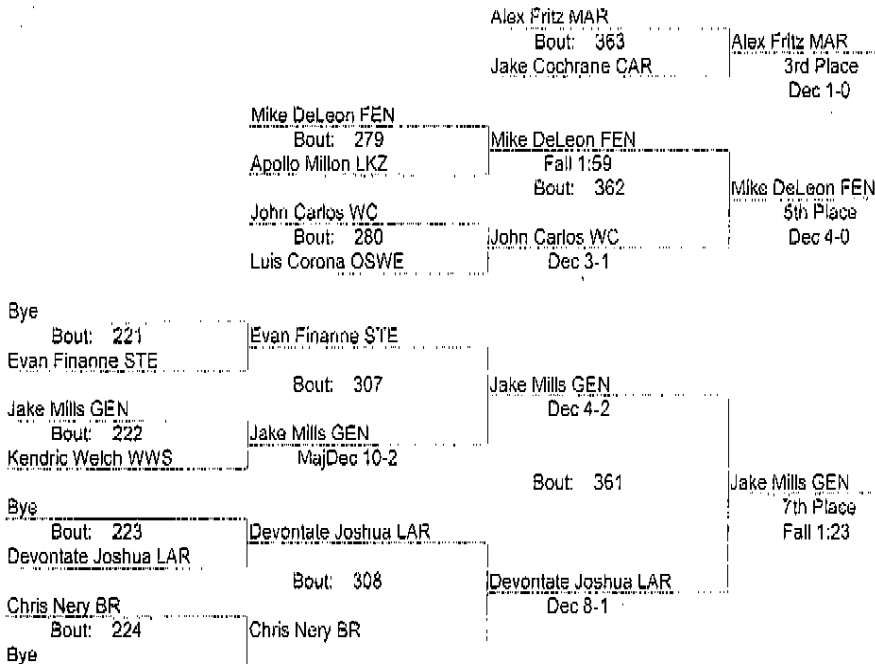 Alex Fritz MAR
Bout: 363
Alex Fritz MAR
Jake Cochrane CAR
3rd Place
Dec 1-0
Mike DeLeon FEN
Bout: 279
Mike DeLeon FEN
Apollo Millon LKZ
Fall 1:59
Bout: 362
Mike DeLeon FEN
John Carlos WC
5th Place
Bout: 280
John Carlos WC
Dec 4-0
Luis Corona OSWE
Dec 3-1
Bye
Bout: 221
Evan Finanne STE
Evan Finanne STE
Bout: 307
Jake Mills GEN
Jake Mills GEN
Dec 4-2
Bout: 222
Jake Mills GEN
Kendric Welch WWS
MajDec 10-2
Bout: 361
Jake Mills GEN
Bye
7th Place
Bout: 223
Devontate Joshua LAR
Fall 1:23
Devontate Joshua LAR
Bout: 308
Devontate Joshua LAR
Chris Nery BR
Dec 8-1
Bout: 224
Chris Nery BR
Bye